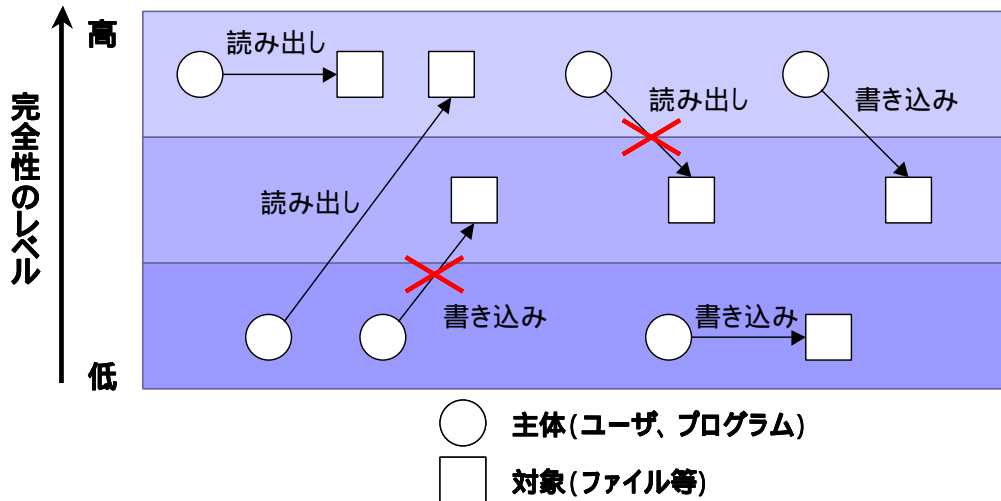 高
読み出し
読み出し
書き込み
完全性のレベル
読み出し
書き込み
書き込み
低
主体(ユーザ、プログラム)
対象(ファイル等)